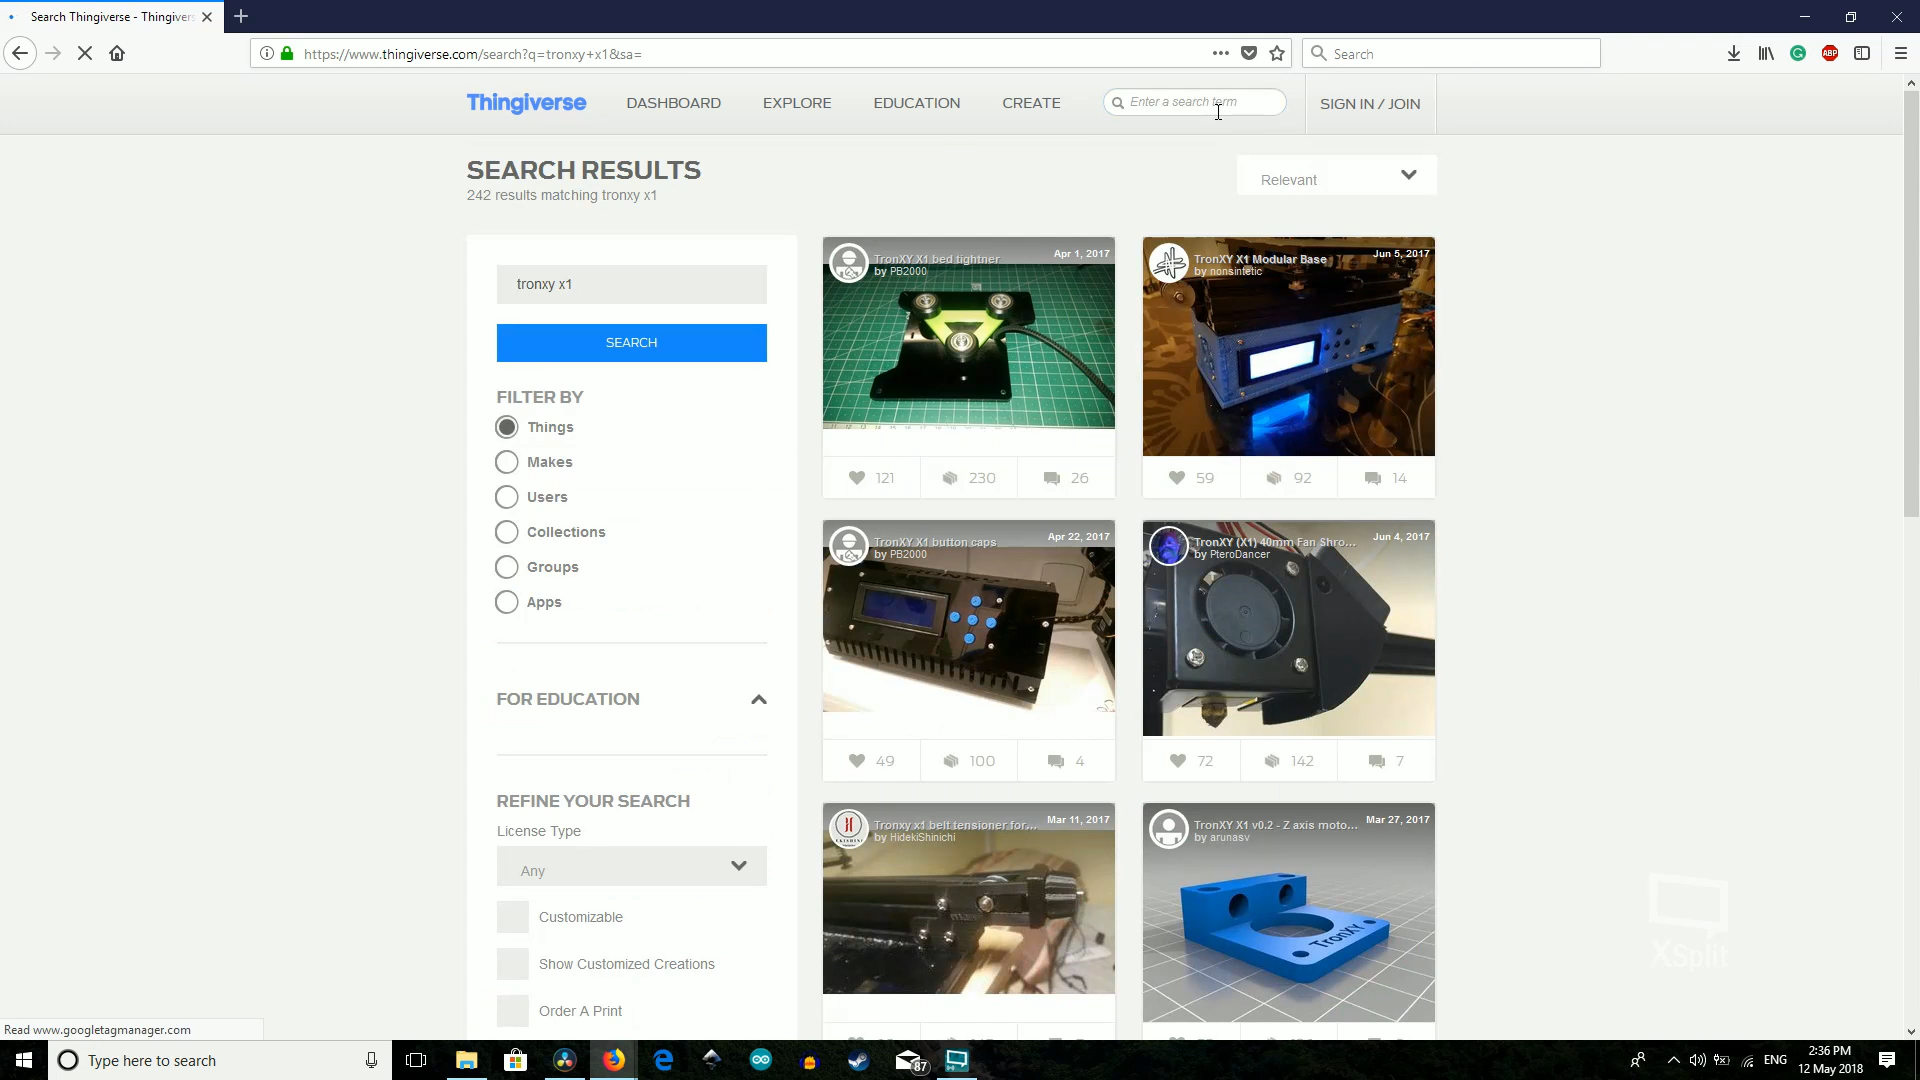 Search Thingiverse - Thingivers
https://www.thingiverse.com/search?q=tronxy+x1&sa=
Search
ABP
Thingiverse
DASHBOARD
EXPLORE
EDUCATION
CREATE
Enter a search term
SIGN IN / JOIN
SEARCH RESULTS
242 results matching tronxy x1
Relevant
tronxy x1
SEARCH
FILTER BY
Things
Makes
Users
Collections
Groups
Apps
FOR EDUCATION
REFINE YOUR SEARCH
License Type
Any
Customizable
Show Customized Creations
Order A Print
TronXY X1 bed tightner
by PB2000
Apr 1, 2017
121
230
26
TronXY X1 Modular Base
by nonsintetic
Jun 5, 2017
59
92
14
TronXY X1 button caps
by PB2000
Apr 22, 2017
49
100
4
TronXY (X1) 40mm Fan Shro...
by PteroDancer
Jun 4, 2017
72
142
7
Tronxy x1 belt tensioner for...
by HidekiShinichi
Mar 11, 2017
TronXY X1 v0.2 - Z axis moto...
by arunasv
Mar 27, 2017
TronXY
XSplit
Read www.googletagmanager.com
Type here to search
87
ENG
2:36 PM
12 May 2018